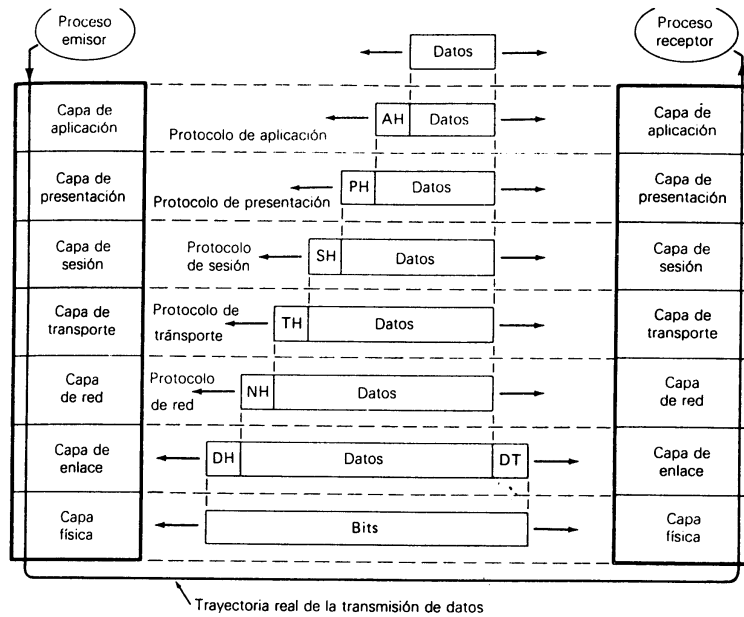 Proceso
emisor
Datos
Proceso
receptor
Capa de
aplicación
Protocolo de aplicación
AH
Datos
Capa de
aplicación
Capa de
presentación
Protocolo de presentación
PH
Datos
Capa de
presentación
Capa de
sesión
Protocolo
de sesión
SH
Datos
Capa de
sesión
Capa de
transporte
Protocolo de
tránsporte
TH
Datos
Capa de
transporte
Capa
de red
Protocolo
de red
NH
Datos
Capa
de red
Capa de
enlace
DH
Datos
DT
Capa de
enlace
Capa
física
Bits
Capa
física
Trayectoria real de la transmisión de datos